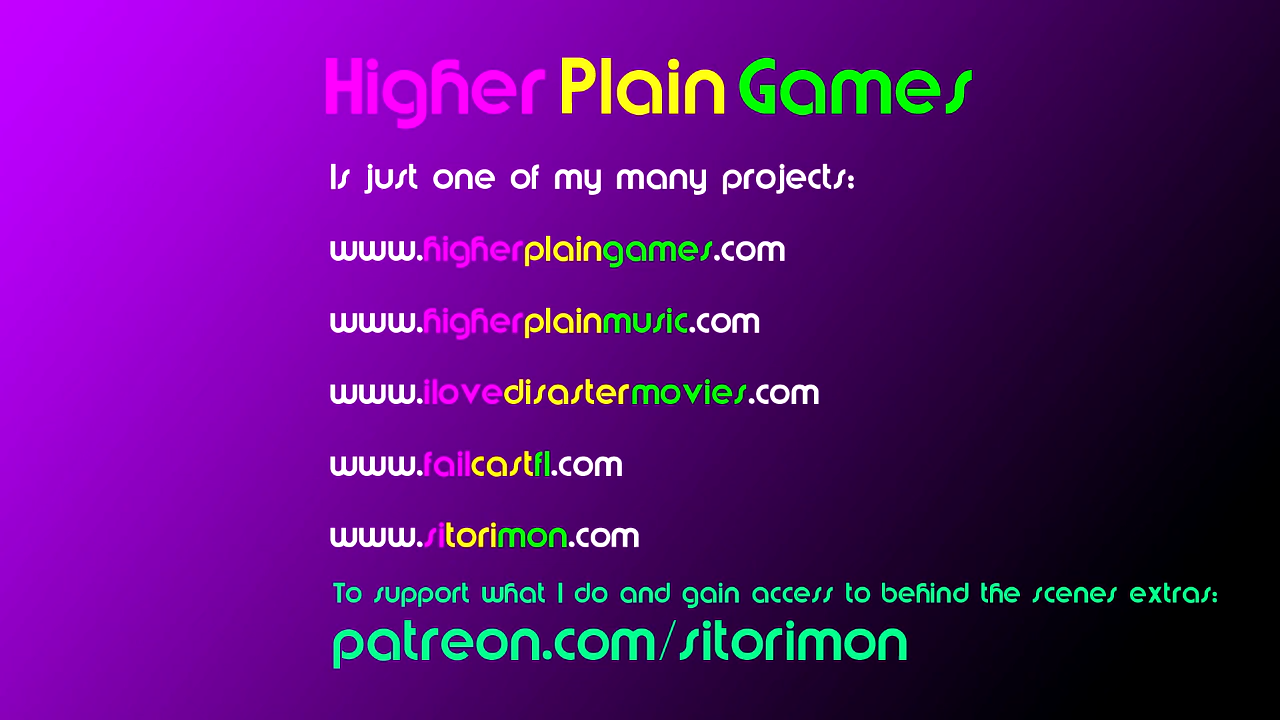 Higher Plain Games
Is just one of my many projects:
www.higherplaingames.com
www.higherplainmusic.com
www.ilovedisastermovies.com
www.failcastfl.com
www.sitorimon.com
To support what I do and gain access to behind the scenes extras:
patreon.com/sitorimon